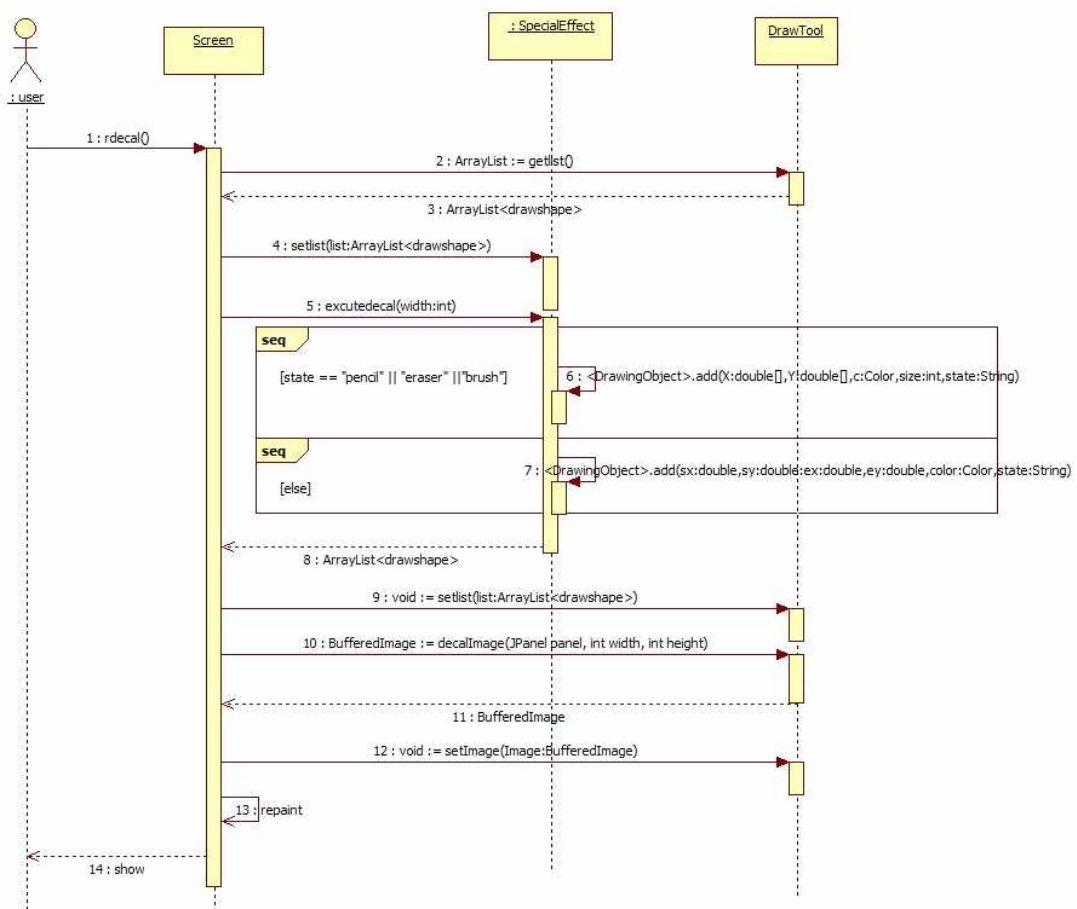 : user
Screen
: SpecialEffect
DrawTool
1 : rdecal()
2 : ArrayList := getlist()
3 : ArrayList<drawshape>
4 : setlist(list:ArrayList<drawshape>)
5 : excutedecal(width:int)
seq
[state == "pencil" || "eraser" ||"brush"]
6 : <DrawingObject>.add(X:double[],Y:double[],c:Color,size:int,state:String)
seq
7 : <DrawingObject>.add(sx:double,sy:double:ex:double,ey:double,color:Color,state:String)
[else]
8 : ArrayList<drawshape>
9 : void := setlist(list:ArrayList<drawshape>)
10 : BufferedImage := decalImage(JPanel panel, int width, int height)
11 : BufferedImage
12 : void := setImage(Image:BufferedImage)
13 : repaint
14 : show